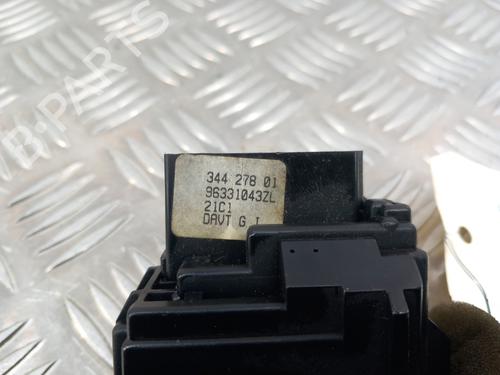 B-PARTS
344 278 01
96331043ZL
21C1
DAVT G I